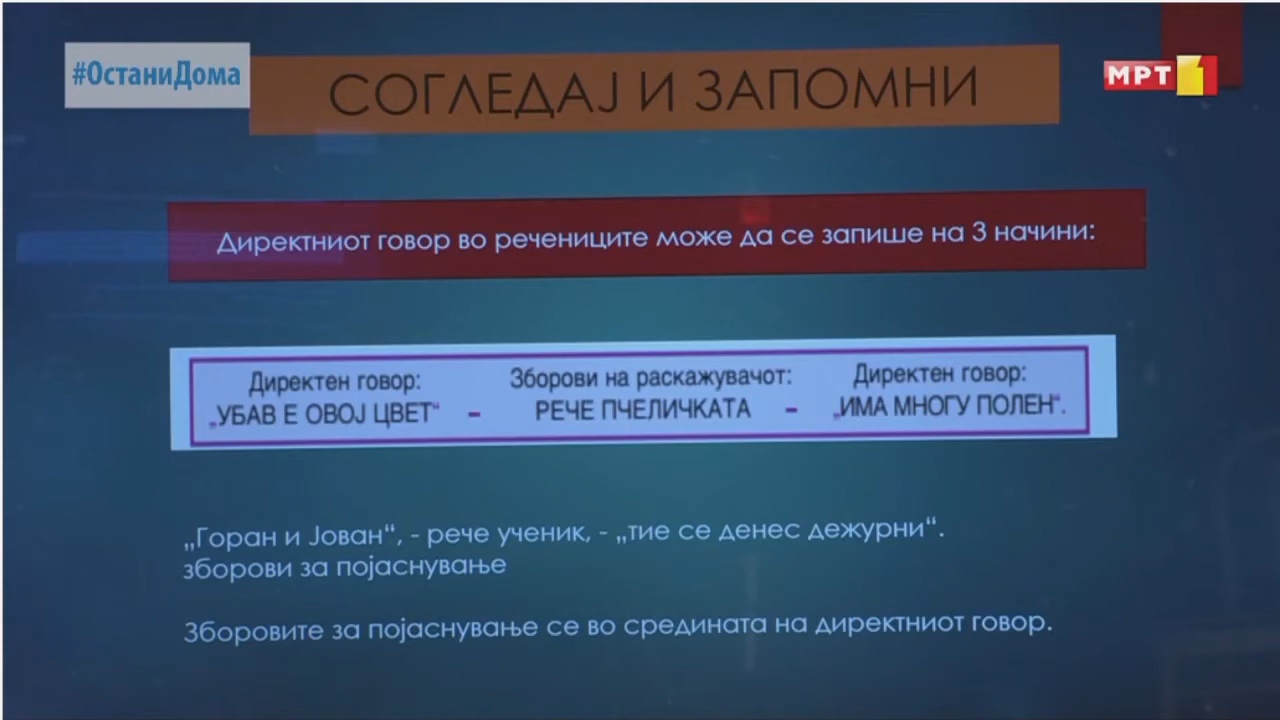 #ОстаниДома
МРТ 1
СОГЛЕДАЈ И ЗАПОМНИ
Директниот говор во речениците може да се запише на 3 начини:
Директен говор: Зборови на раскажувачот: Директен говор:
„УБАВ Е ОВОЈ ЦВЕТ“ - РЕЧЕ ПЧЕЛИЧКАТА - „ИМА МНОГУ ПОЛЕН“.
„Горан и Јован“, - рече ученик, - „тие се денес дежурни“.
зборови за појаснување
Зборовите за појаснување се во средината на директниот говор.